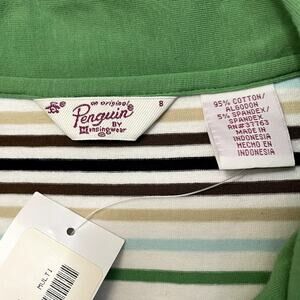 an original
Penguin
BY
Munsingwear
8
95% COTTON/
ALGODON
5% SPANDEX/
SPANDEX
RN#37763
MADE IN
INDONESIA
HECHO EN
INDONESIA
MULTI